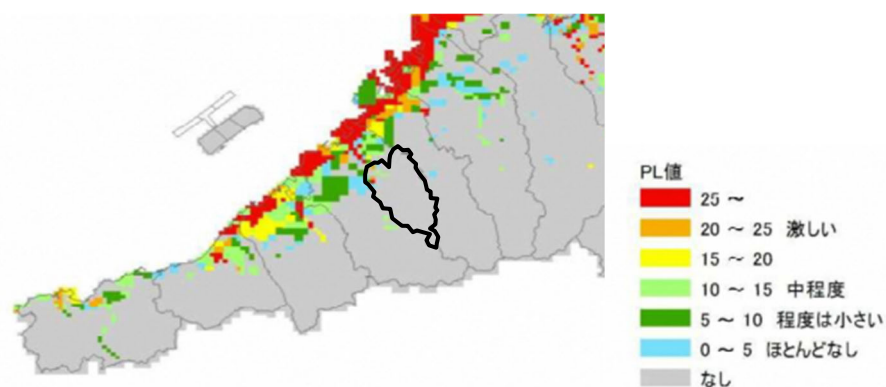 PL値
25 ~
20 ~ 25 激しい
15 ~ 20
10 ~ 15 中程度
5 ~ 10 程度は小さい
0 ~ 5 ほとんどなし
なし